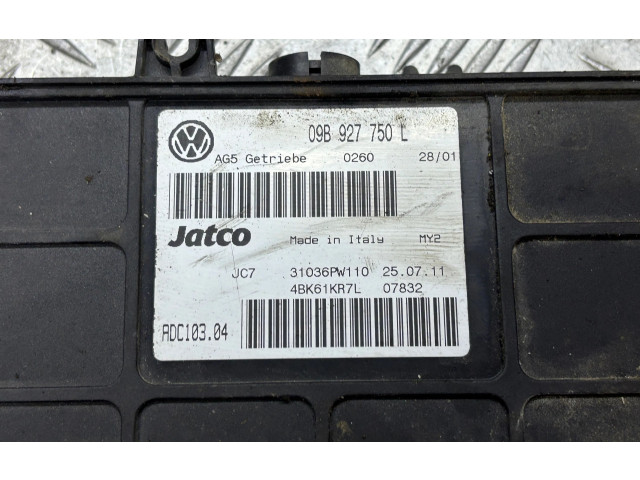 09B 927 750 L
AG5 Getriebe 0260 28/01
Jatco Made in Italy MY2
JC7 31036PW110 25.07.11
4BK61KR7L 07832
ADC103.04